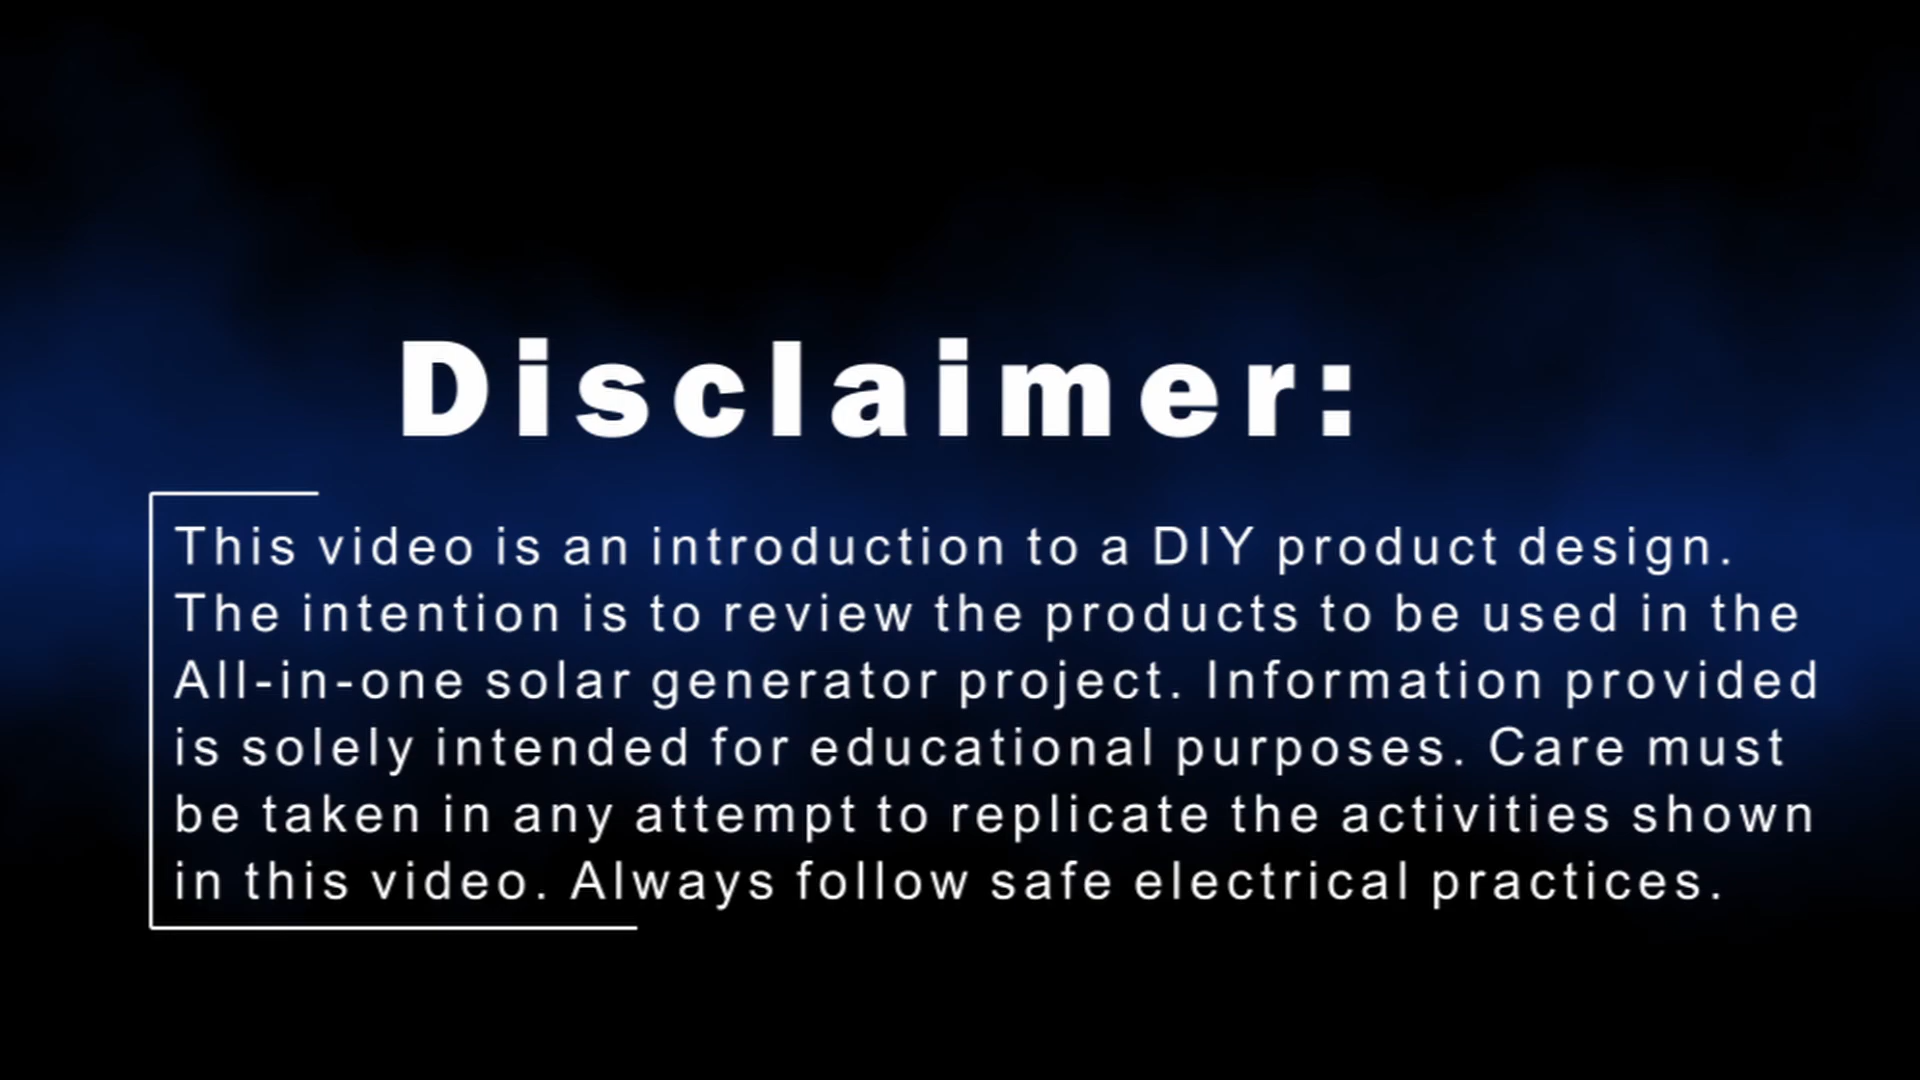 Disclaimer:
This video is an introduction to a DIY product design.
The intention is to review the products to be used in the
All-in-one solar generator project. Information provided
is solely intended for educational purposes. Care must
be taken in any attempt to replicate the activities shown
in this video. Always follow safe electrical practices.